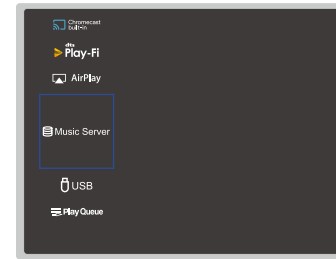 Chromecast
built-in
dts
Play-Fi
AirPlay
Music Server
USB
Play Queue